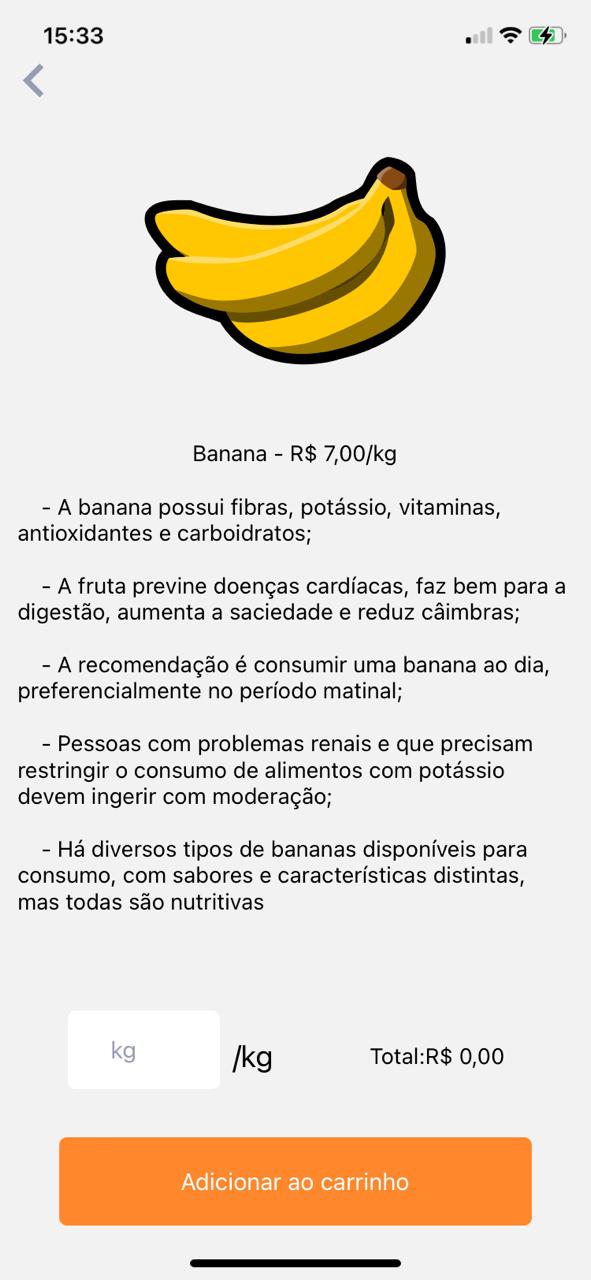 15:33
Banana - R$ 7,00/kg
- A banana possui fibras, potássio, vitaminas,
antioxidantes e carboidratos;
- A fruta previne doenças cardíacas, faz bem para a
digestão, aumenta a saciedade e reduz câimbras;
- A recomendação é consumir uma banana ao dia,
preferencialmente no período matinal;
- Pessoas com problemas renais e que precisam
restringir o consumo de alimentos com potássio
devem ingerir com moderação;
- Há diversos tipos de bananas disponíveis para
consumo, com sabores e características distintas,
mas todas são nutritivas
kg /kg Total:R$ 0,00
Adicionar ao carrinho